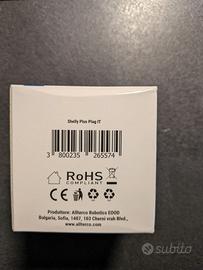 Shelly Plus Plug IT
3 800235 265574
RoHS
COMPLIANT
CE
Produttore: Allterco Robotics EOOD
Bulgaria, Sofia, 1407, 103 Cherni vrah Blvd.,
www.allterco.com
subito